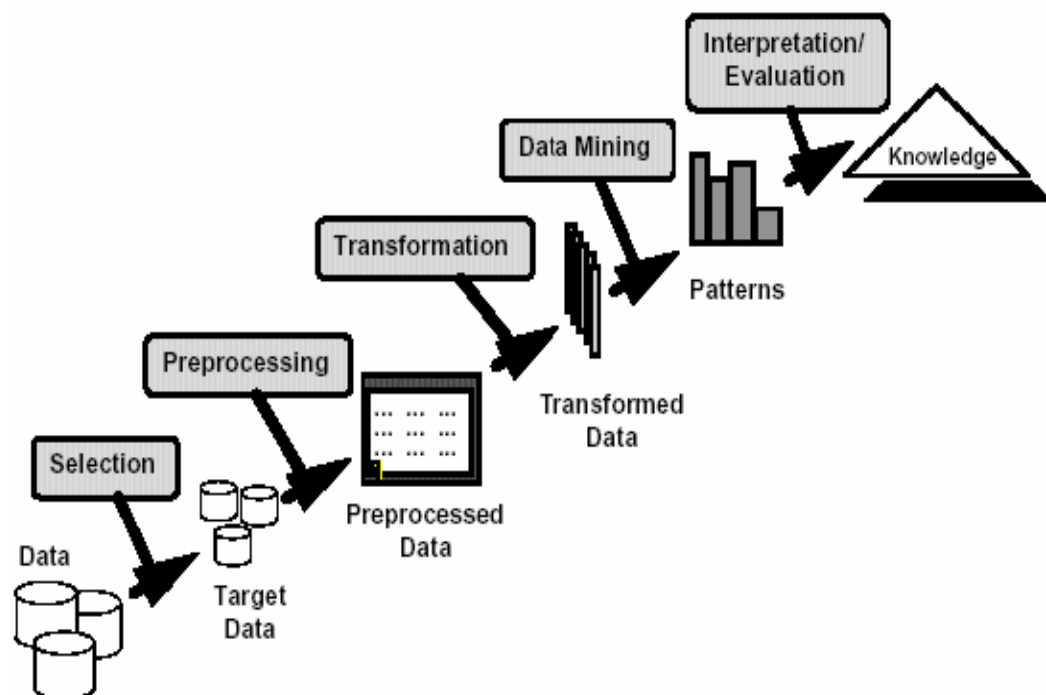 Interpretation/
Evaluation
Knowledge
Data Mining
Patterns
Transformation
Transformed
Data
Preprocessing
Preprocessed
Data
Selection
Target
Data
Data